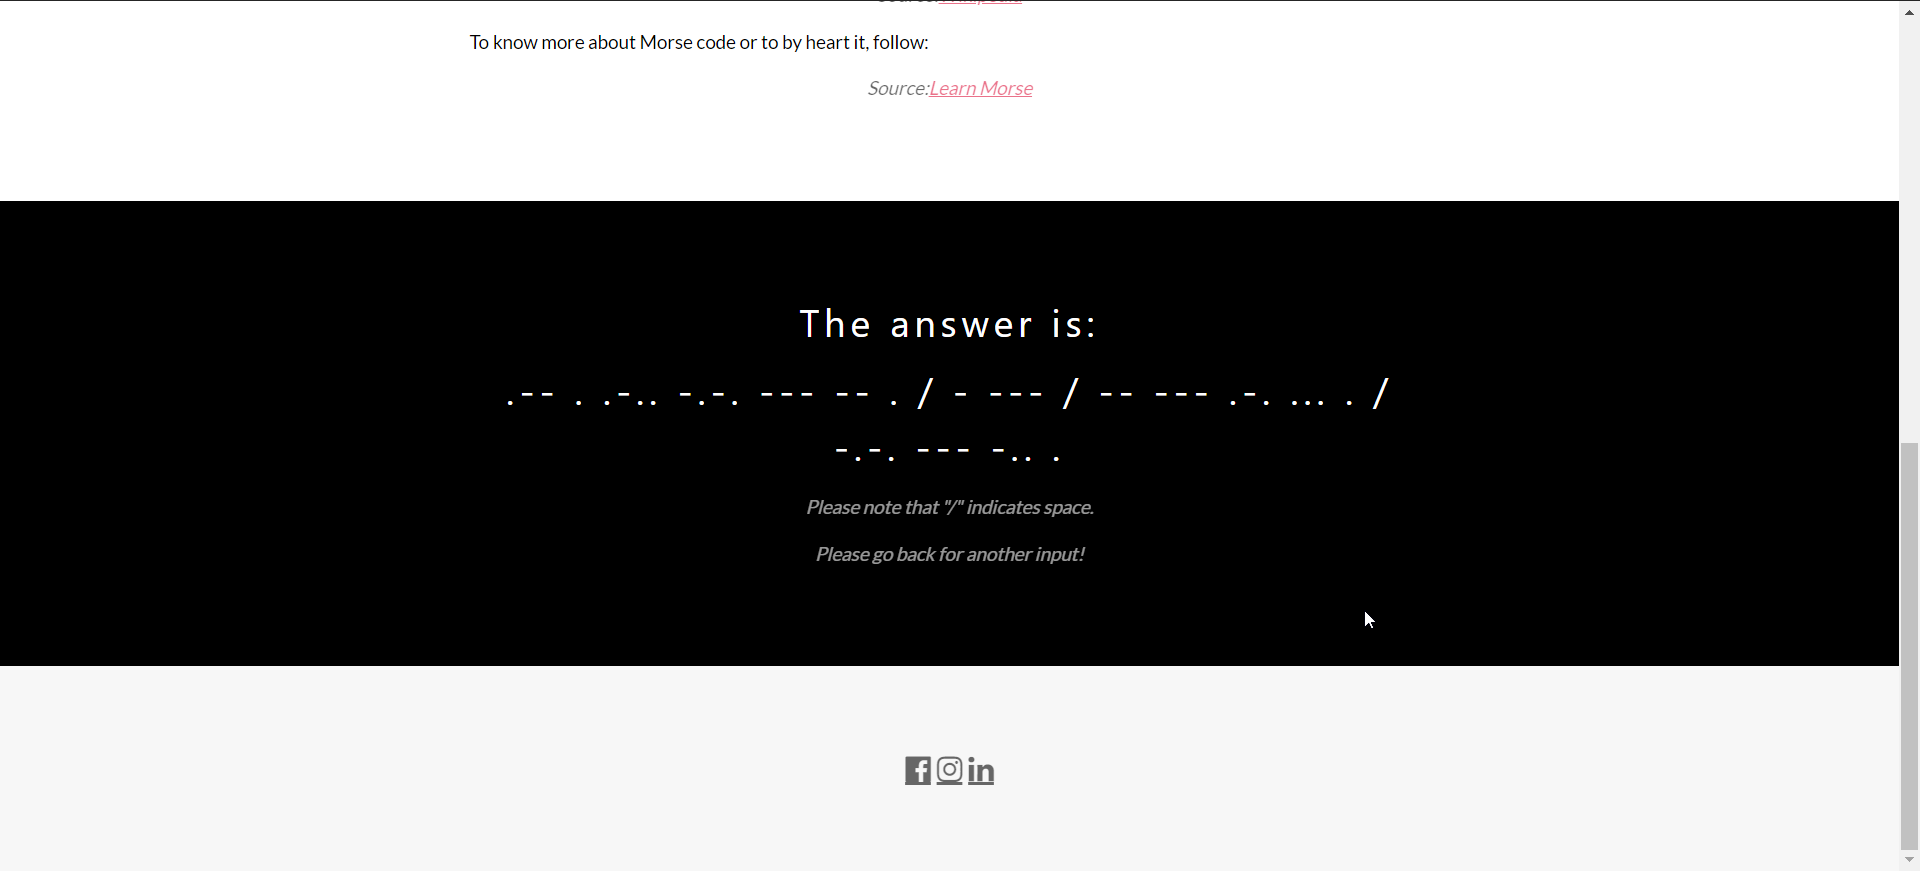 To know more about Morse code or to by heart it, follow:
Source:Learn Morse
The answer is:
.-- . .-.. -.-. --- -- . / - --- / -- --- .-. ... . /
-.-. --- -.. .
Please note that "/" indicates space.
Please go back for another input!